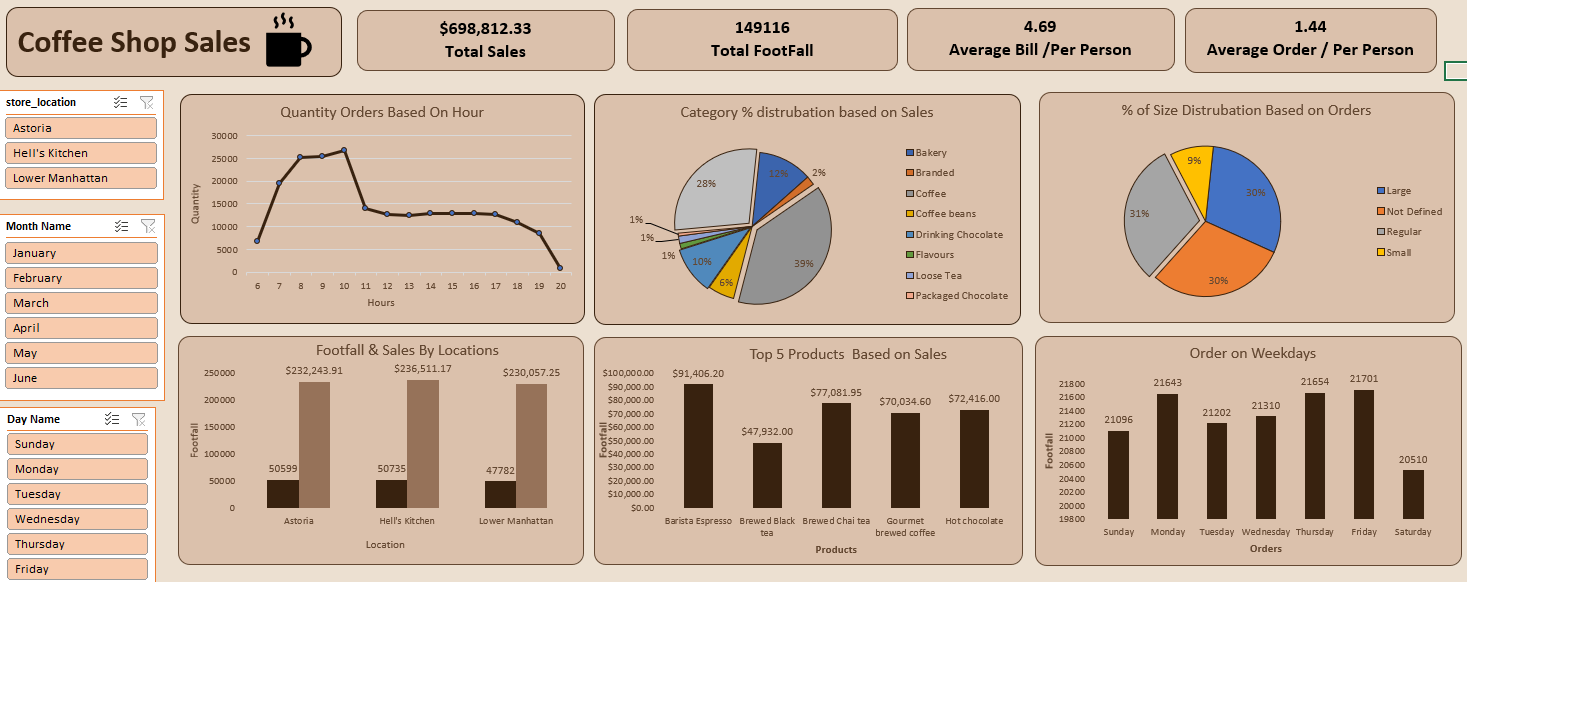 Coffee Shop Sales
$698,812.33
Total Sales
149116
Total FootFall
4.69
Average Bill /Per Person
1.44
Average Order / Per Person
store_location
Astoria
Hell's Kitchen
Lower Manhattan
Month Name
January
February
March
April
May
June
Day Name
Sunday
Monday
Tuesday
Wednesday
Thursday
Friday
Quantity Orders Based On Hour
Quantity
30000
25000
20000
15000
10000
5000
0
6 7 8 9 10 11 12 13 14 15 16 17 18 19 20
Hours
Category % distrubation based on Sales
12%
2%
39%
6%
10%
1%
1%
1%
28%
Bakery
Branded
Coffee
Coffee beans
Drinking Chocolate
Flavours
Loose Tea
Packaged Chocolate
% of Size Distrubation Based on Orders
30%
30%
31%
9%
Large
Not Defined
Regular
Small
Footfall & Sales By Locations
Footfall
250000
200000
150000
100000
50000
0
$232,243.91
$236,511.17
$230,057.25
50599
50735
47782
Astoria
Hell's Kitchen
Lower Manhattan
Location
Top 5 Products  Based on Sales
Footfall
$100,000.00
$90,000.00
$80,000.00
$70,000.00
$60,000.00
$50,000.00
$40,000.00
$30,000.00
$20,000.00
$10,000.00
$0.00
$91,406.20
$47,932.00
$77,081.95
$70,034.60
$72,416.00
Barista Espresso
Brewed Black
tea
Brewed Chai tea
Gourmet
brewed coffee
Hot chocolate
Products
Order on Weekdays
Footfall
21800
21600
21400
21200
21000
20800
20600
20400
20200
20000
19800
21096
21643
21202
21310
21654
21701
20510
Sunday
Monday
Tuesday
Wednesday
Thursday
Friday
Saturday
Orders